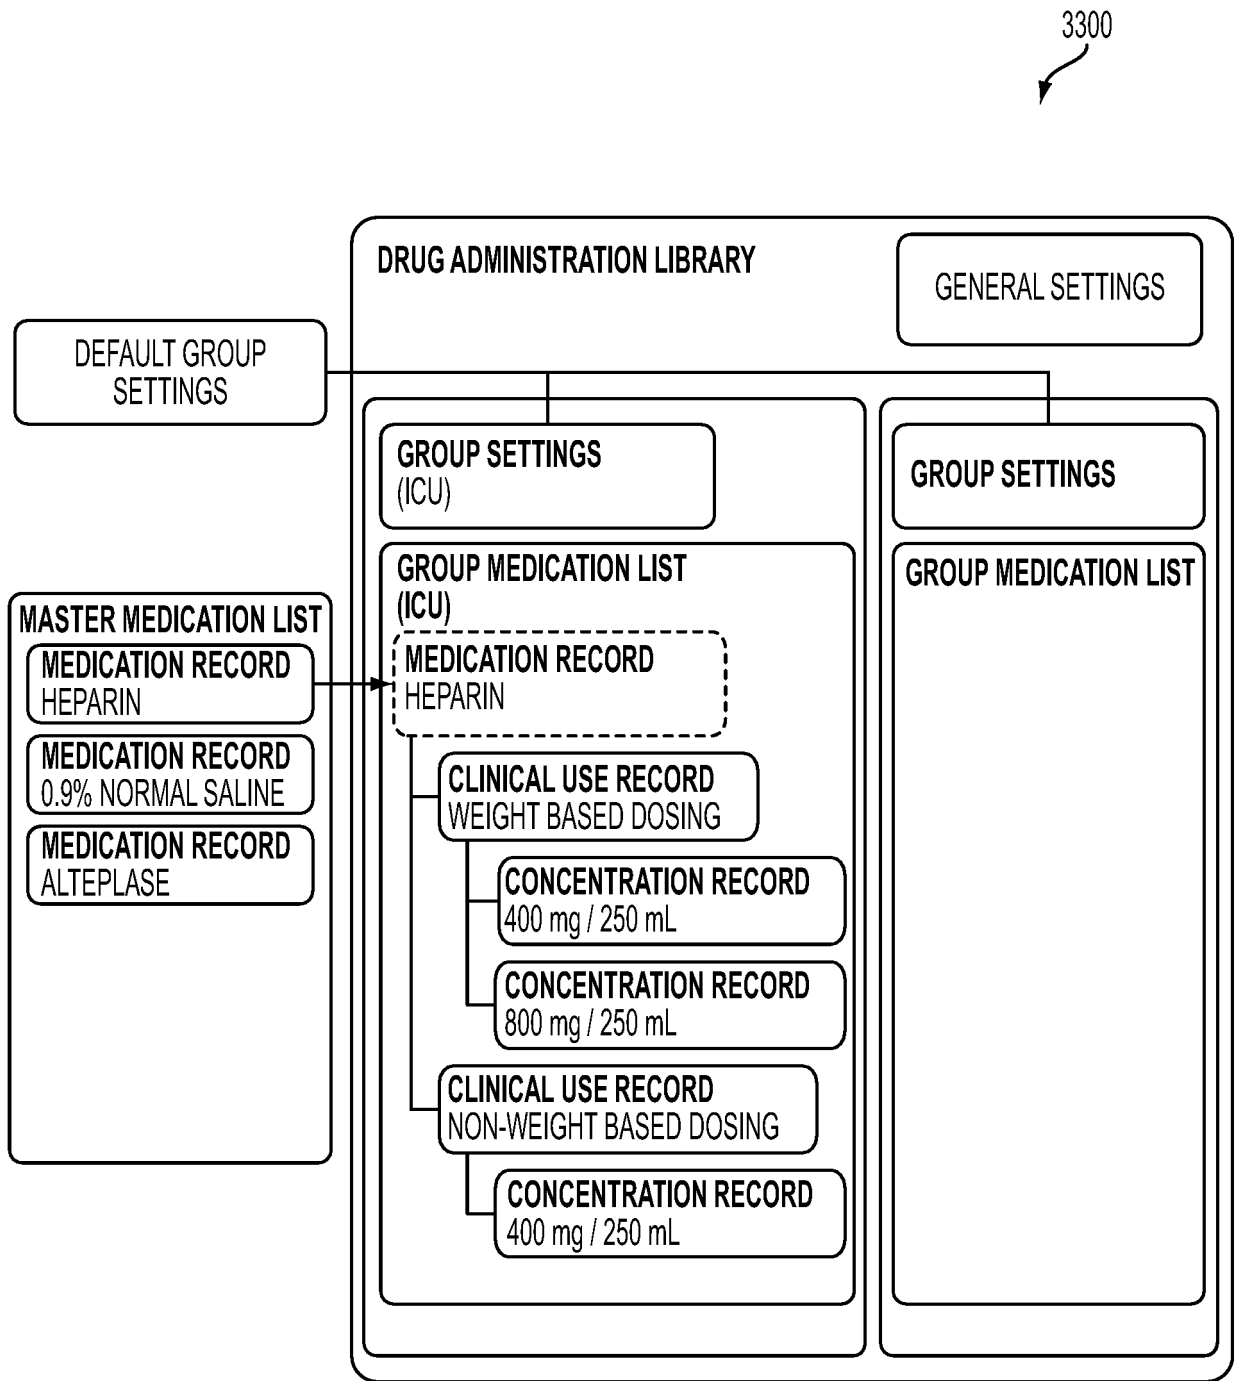 3300
DRUG ADMINISTRATION LIBRARY
GENERAL SETTINGS
DEFAULT GROUP
SETTINGS
GROUP SETTINGS
(ICU)
GROUP SETTINGS
GROUP MEDICATION LIST
(ICU)
GROUP MEDICATION LIST
MASTER MEDICATION LIST
MEDICATION RECORD
HEPARIN
MEDICATION RECORD
0.9% NORMAL SALINE
MEDICATION RECORD
ALTEPLASE
MEDICATION RECORD
HEPARIN
CLINICAL USE RECORD
WEIGHT BASED DOSING
CONCENTRATION RECORD
400 mg / 250 mL
CONCENTRATION RECORD
800 mg / 250 mL
CLINICAL USE RECORD
NON-WEIGHT BASED DOSING
CONCENTRATION RECORD
400 mg / 250 mL